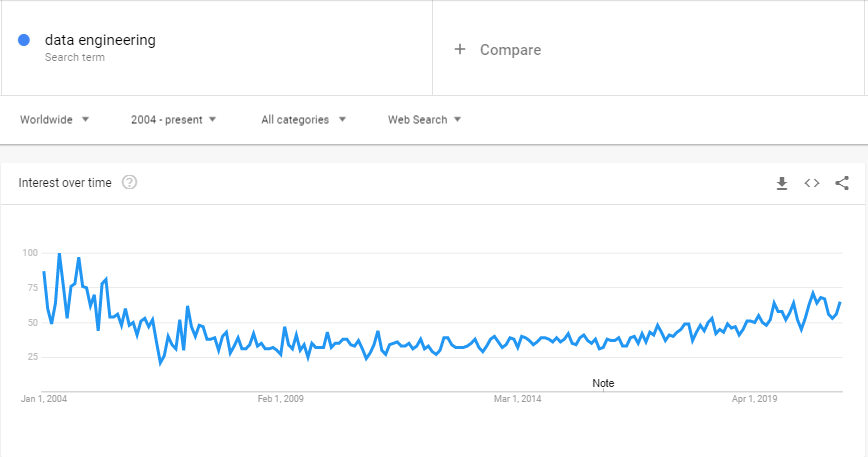 data engineering
Search term
+ Compare
Worldwide
2004 - present
All categories
Web Search
Interest over time ?
100
75
50
25
Note
Jan 1, 2004
Feb 1, 2009
Mar 1, 2014
Apr 1, 2019